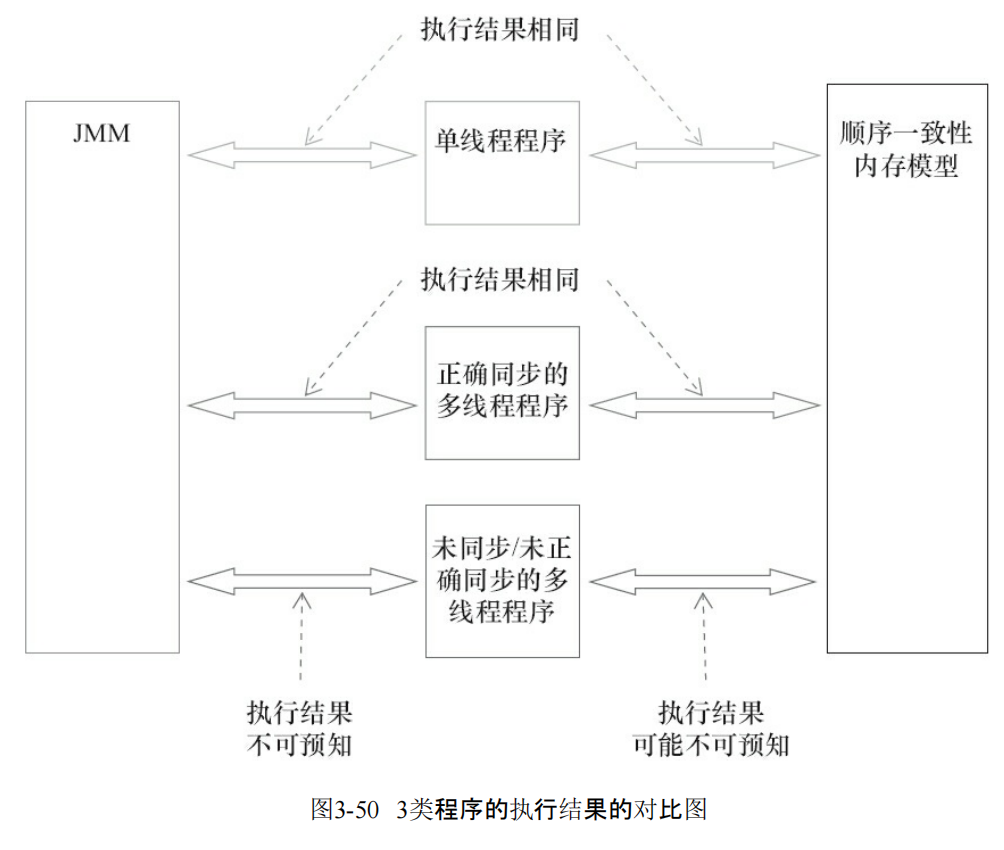 执行结果相同
JMM
单线程程序
顺序一致性
内存模型
执行结果相同
正确同步的
多线程程序
未同步/未正
确同步的多
线程程序
执行结果
不可预知
执行结果
可能不可预知
图3-50 3类程序的执行结果的对比图